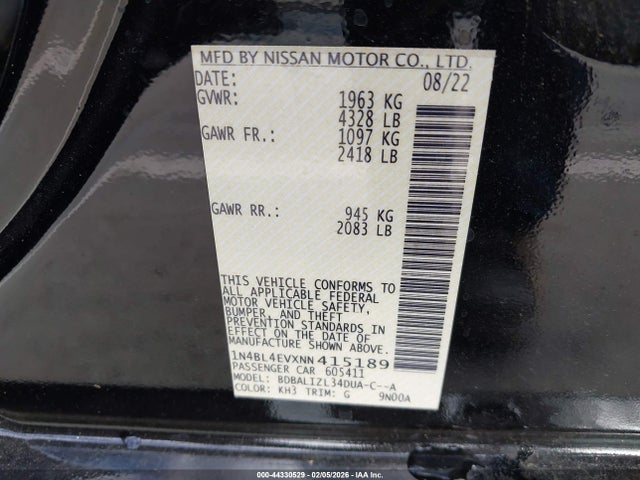 MFD BY NISSAN MOTOR CO., LTD.
DATE: 08/22
GVWR: 1963 KG
4328 LB
GAWR FR.: 1097 KG
2418 LB
GAWR RR.: 945 KG
2083 LB
THIS VEHICLE CONFORMS TO
ALL APPLICABLE FEDERAL
MOTOR VEHICLE SAFETY,
BUMPER, AND THEFT
PREVENTION STANDARDS IN
EFFECT ON THE DATE OF
MANUFACTURE SHOWN ABOVE.
1N4BL4EVXNN415189
PASSENGER CAR 605411
MODEL: BDBALIZL34DUA-C--A
COLOR: KH3 TRIM: G 9N00A
000-44330529 - 02/05/2026 - IAAI, Inc.